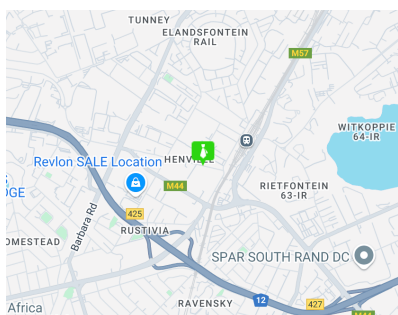 TUNNEY
ELANDSFONTEIN
RAIL
M57
WITKOPPIE
64-IR
Revlon SALE Location
HENVILLE
M44
RIETFONTEIN
63-IR
425
Barbara Rd
RUSTIVIA
SPAR SOUTH RAND DC
12
427
RAVENSKY
Africa